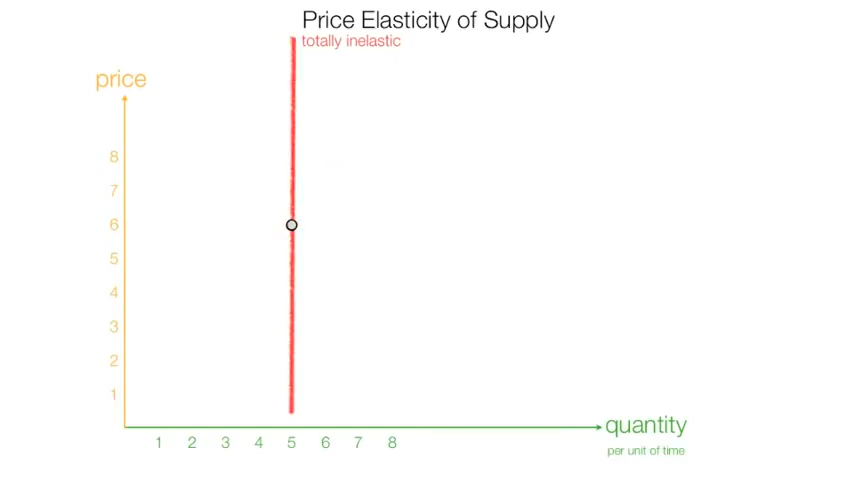 Price Elasticity of Supply
totally inelastic
price
8
7
6
5
4
3
2
1
1 2 3 4 5 6 7 8
quantity
per unit of time